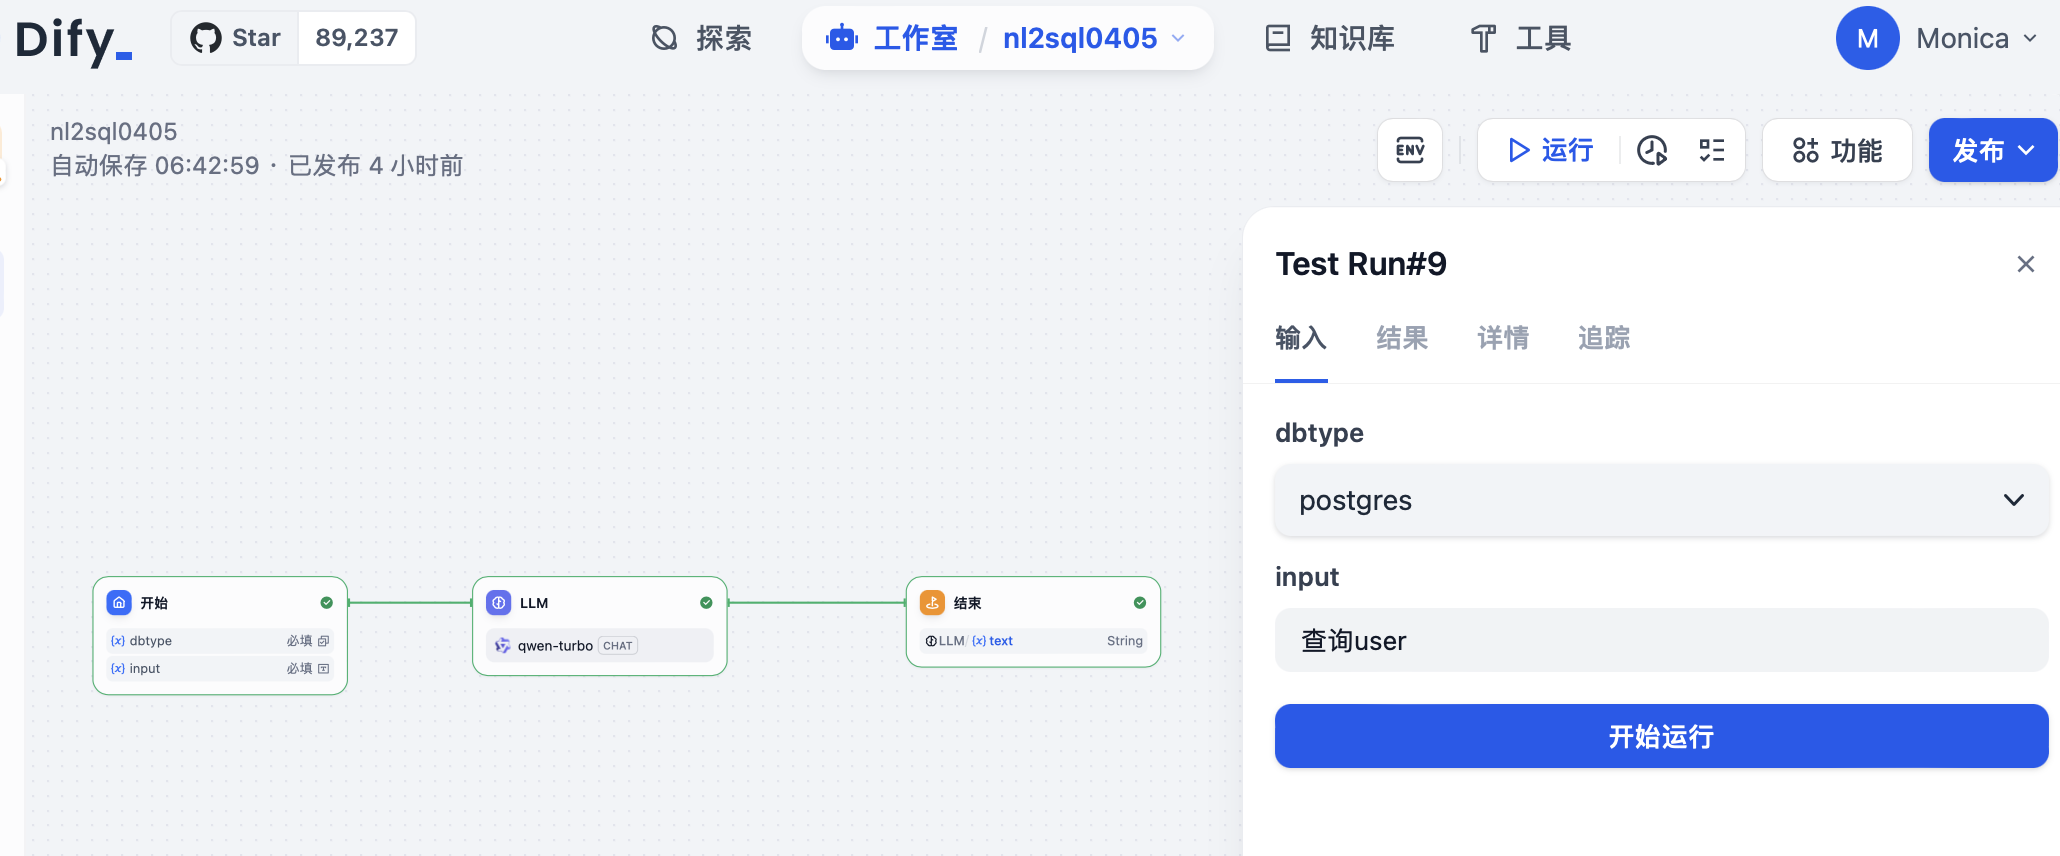 Dify_
Star 89,237
探索
工作室 / nl2sql0405
知识库
工具
M Monica
nl2sql0405
自动保存 06:42:59 · 已发布 4 小时前
ENV
运行
功能
发布
Test Run#9
输入 结果 详情 追踪
dbtype
postgres
input
查询user
开始运行
开始
{x} dbtype 必填
{x} input 必填
LLM
qwen-turbo CHAT
结束
LLM/ {x} text String